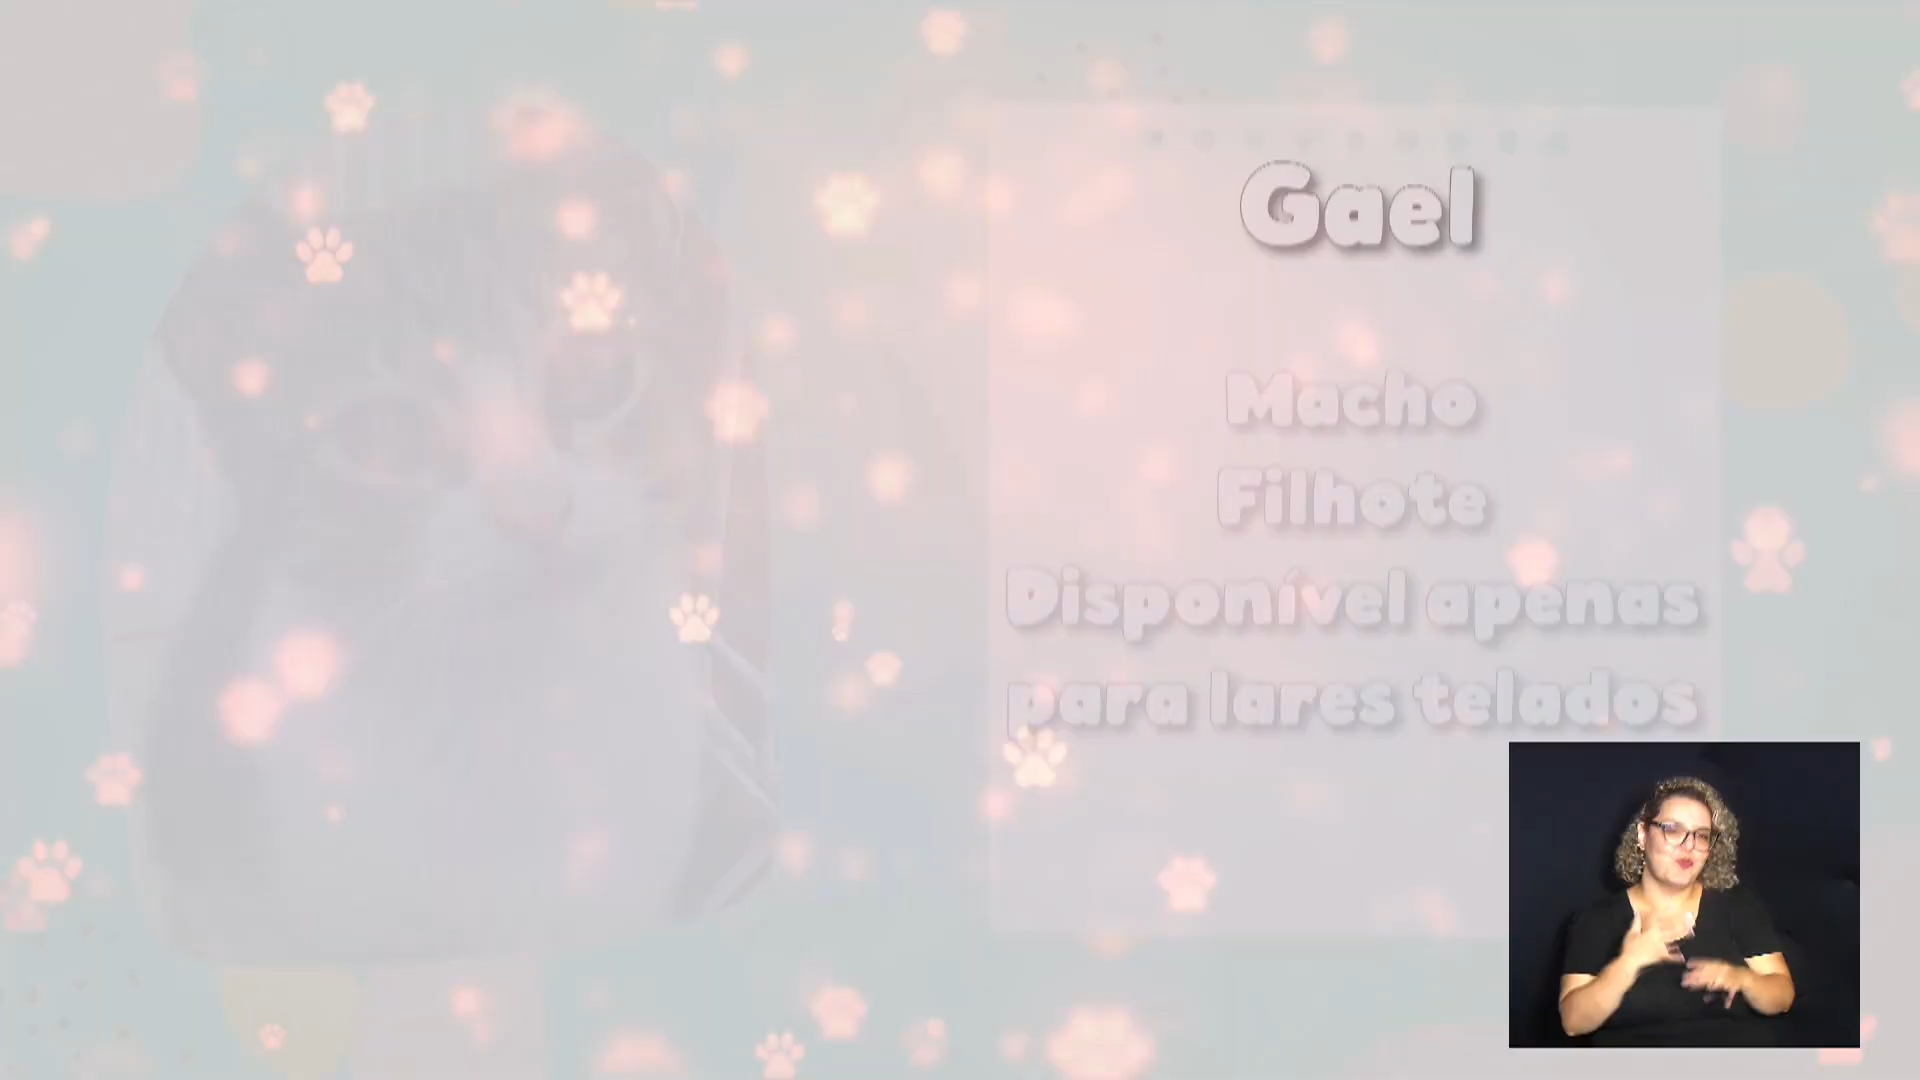 Gael
Macho
Filhote
Disponível apenas
para lares telados